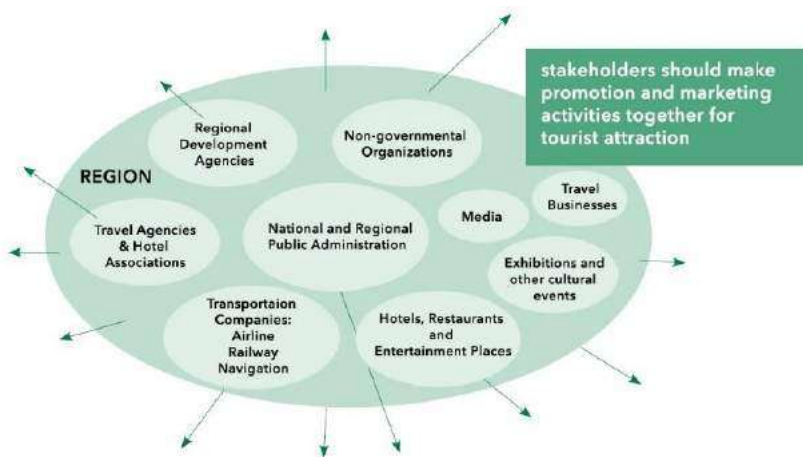 stakeholders should make
promotion and marketing
activities together for
tourist attraction
Regional
Development
Agencies
Non-governmental
Organizations
REGION
Travel
Businesses
Media
National and Regional
Public Administration
Travel Agencies
& Hotel
Associations
Exhibitions and
other cultural
events
Transportaion
Companies:
Airline
Railway
Navigation
Hotels, Restaurants
and
Entertainment Places